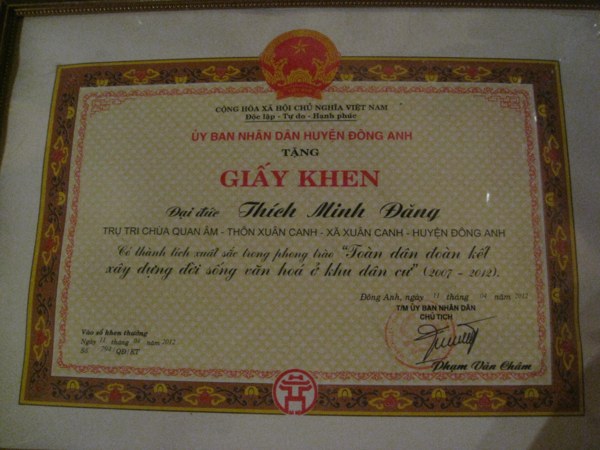 CỘNG HÒA XÃ HỘI CHỦ NGHĨA VIỆT NAM
Độc lập - Tự do - Hạnh phúc
ỦY BAN NHÂN DÂN HUYỆN ĐÔNG ANH
TẶNG
GIẤY KHEN
Đại đức Thích Minh Đăng
TRỤ TRÌ CHÙA QUAN ÂM - THÔN XUÂN CANH - XÃ XUÂN CANH - HUYỆN ĐÔNG ANH
Có thành tích xuất sắc trong phong trào "Toàn dân đoàn kết
xây dựng đời sống văn hoá ở khu dân cư" (2007 - 2012).
Đông Anh, ngày tháng năm 2012
T/M ỦY BAN NHÂN DÂN
CHỦ TỊCH
Vào sổ khen thưởng
Ngày tháng năm 2012
Số /QĐ/KT
Phạm Văn Châm